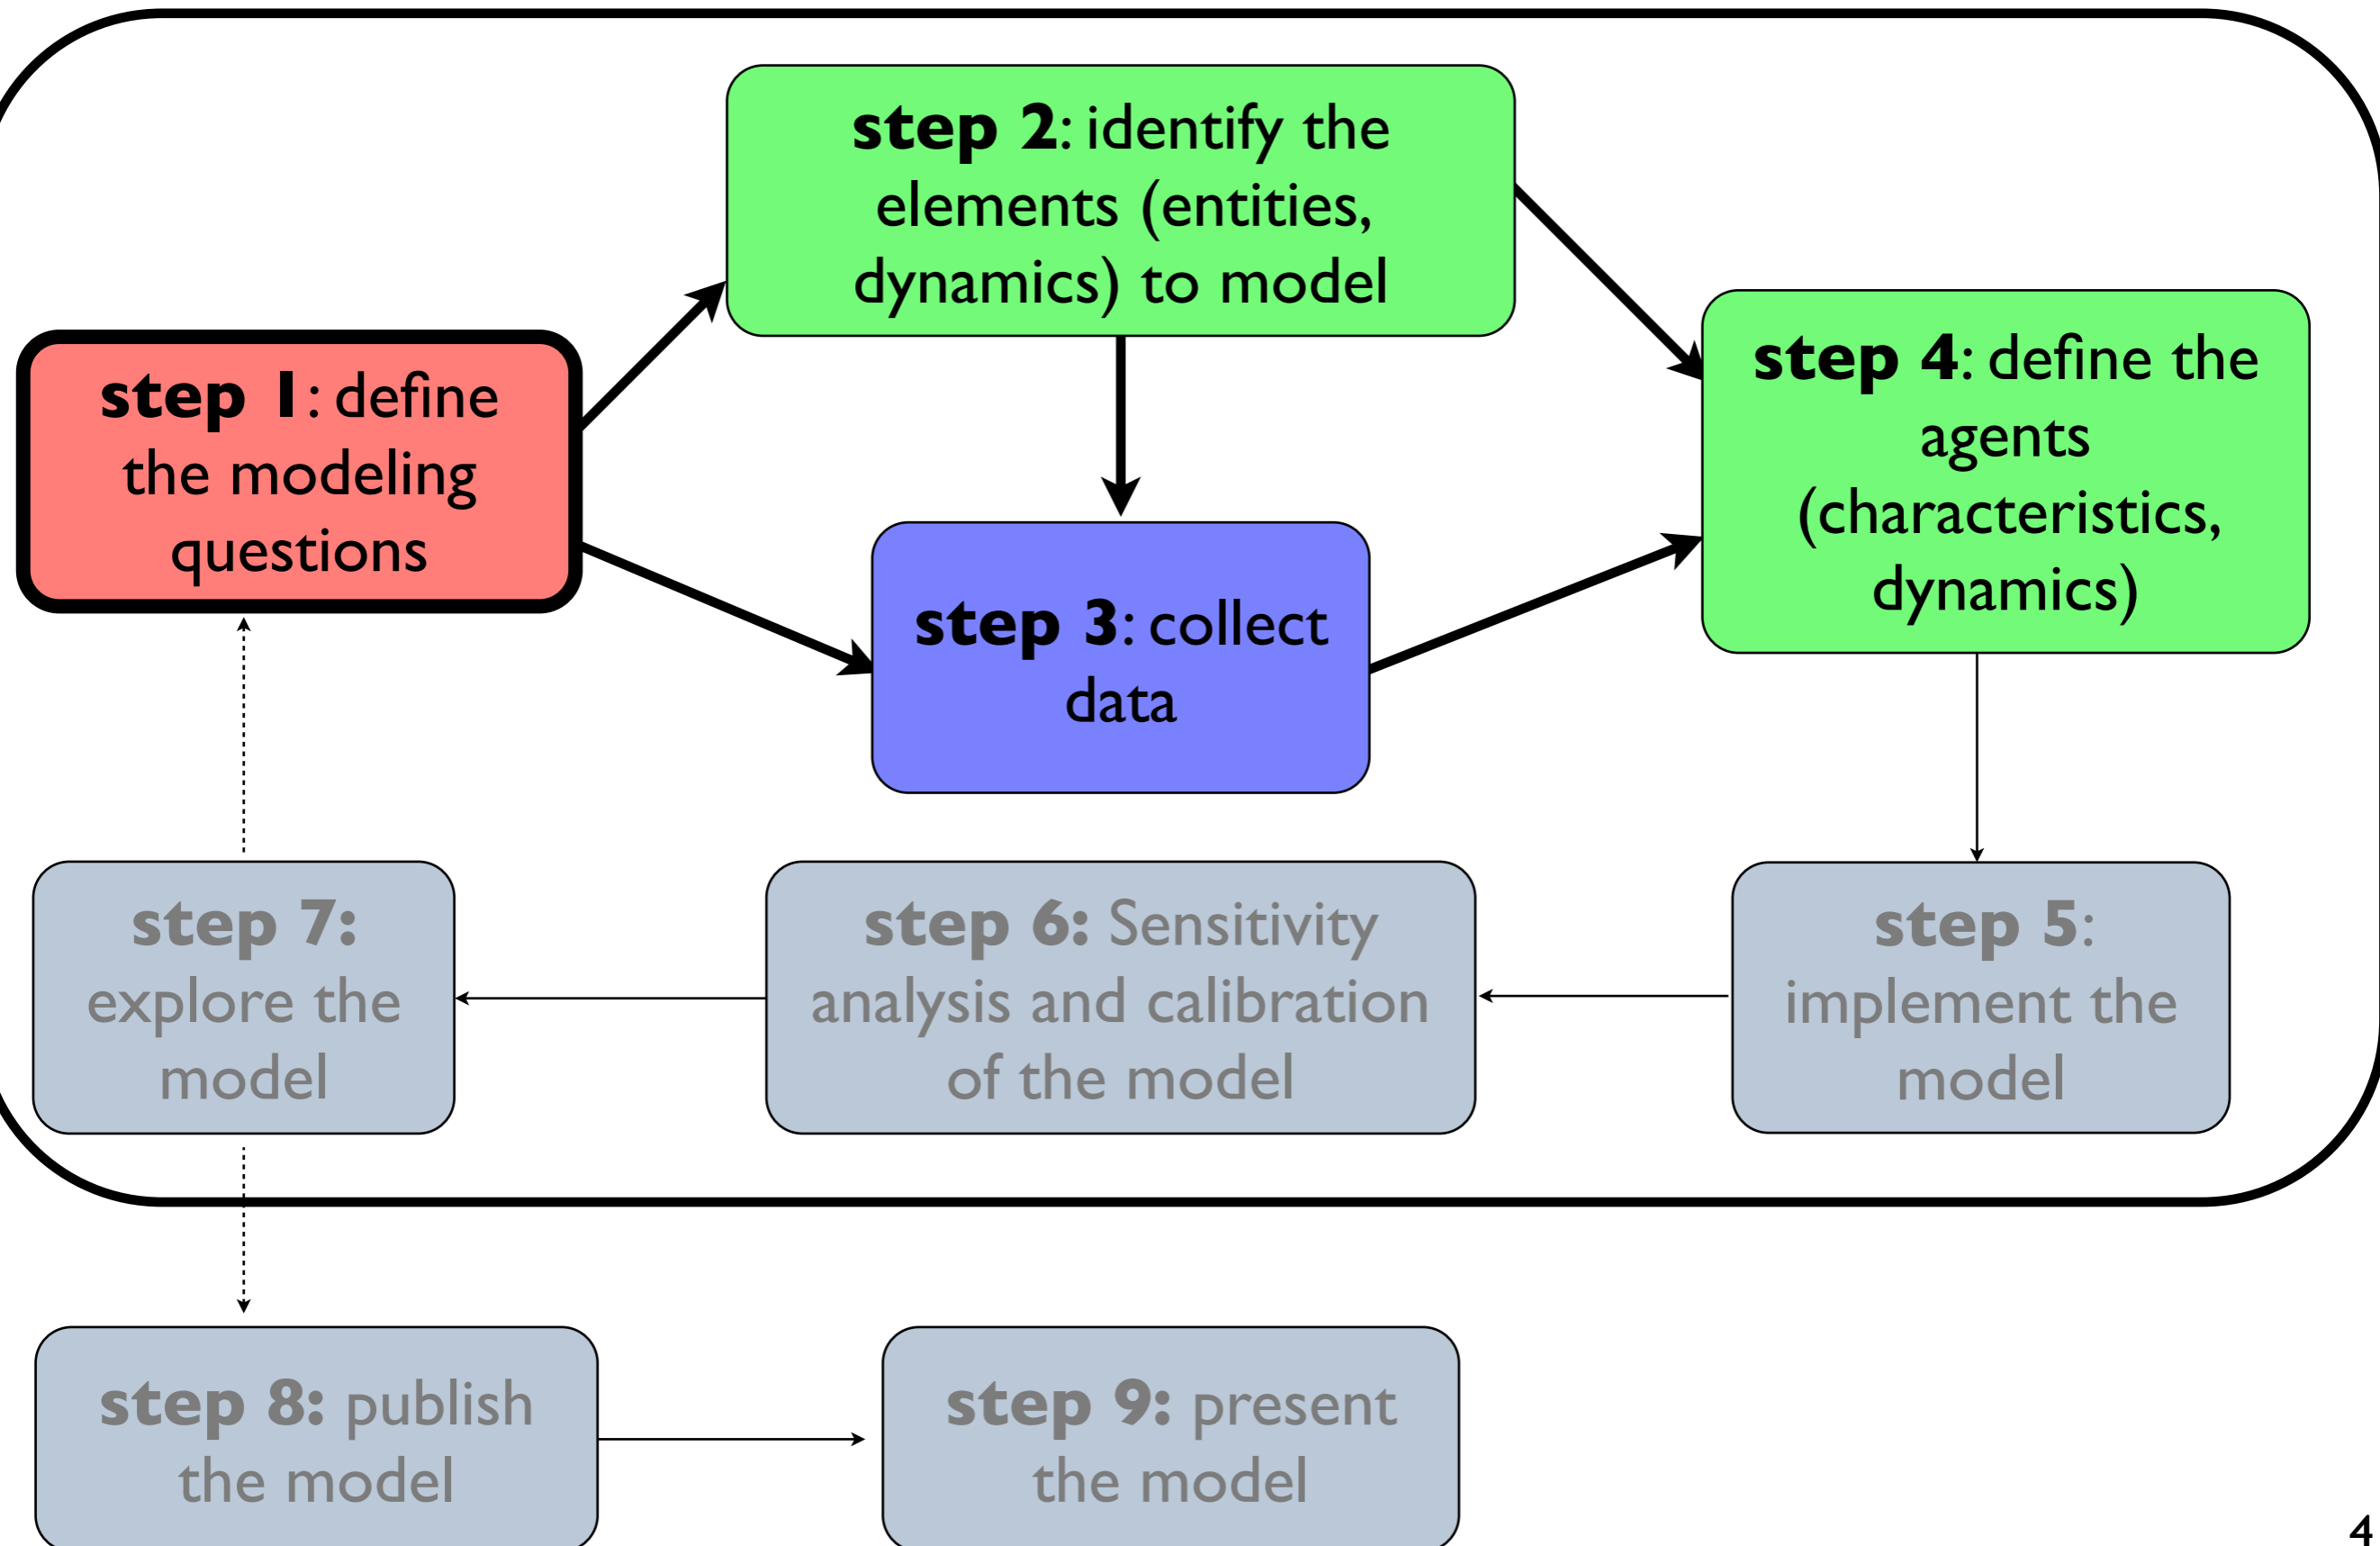 step 2: identify the
elements (entities,
dynamics) to model
step 1: define
the modeling
questions
step 4: define the
agents
(characteristics,
dynamics)
step 3: collect
data
step 7:
explore the
model
step 6: Sensitivity
analysis and calibration
of the model
step 5:
implement the
model
step 8: publish
the model
step 9: present
the model
4